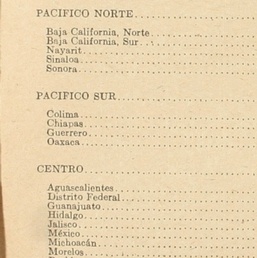 PACIFICO NORTE
Baja California, Norte
Baja California, Sur
Nayarit
Sinaloa
Sonora
PACIFICO SUR
Colima
Chiapas
Guerrero
Oaxaca
CENTRO
Aguascalientes
Distrito Federal
Guanajuato
Hidalgo
Jalisco
México
Michoacán
Morelos